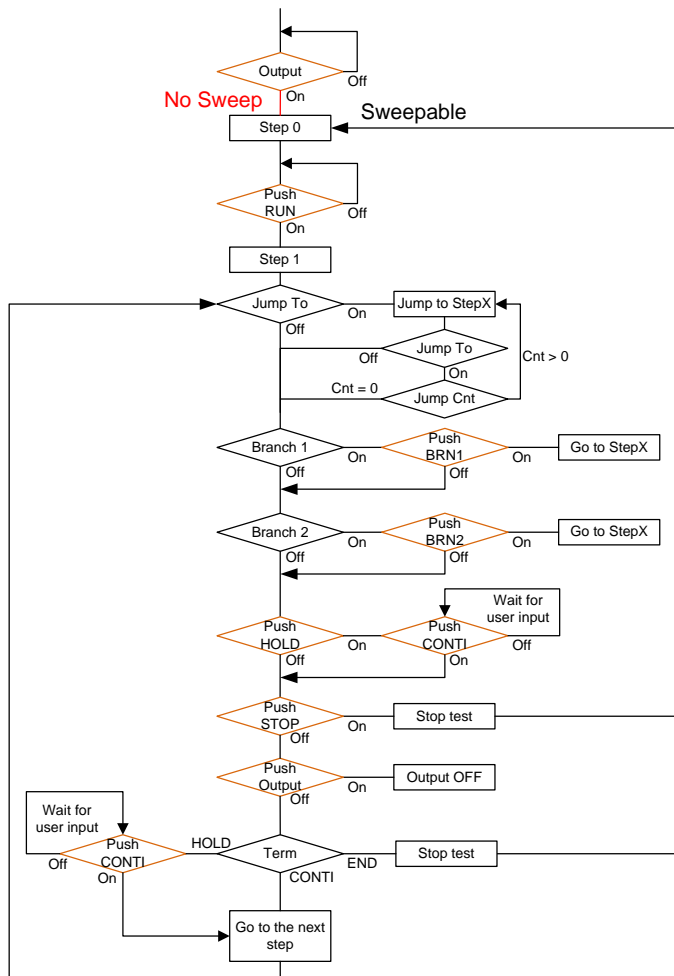 Output
Off
On
No Sweep
Sweepable
Step 0
Push
RUN
Off
On
Step 1
Jump To
On
Jump to StepX
Off
Off
Jump To
On
Cnt > 0
Cnt = 0
Jump Cnt
Branch 1
On
Push
BRN1
On
Go to StepX
Off
Off
Branch 2
On
Push
BRN2
On
Go to StepX
Off
Off
Wait for
user input
Push
HOLD
On
Push
CONTI
Off
Off
On
Push
STOP
On
Stop test
Off
Push
Output
On
Output OFF
Off
Wait for
user input
Push
CONTI
Off
On
HOLD
Term
END
Stop test
CONTI
Go to the next
step